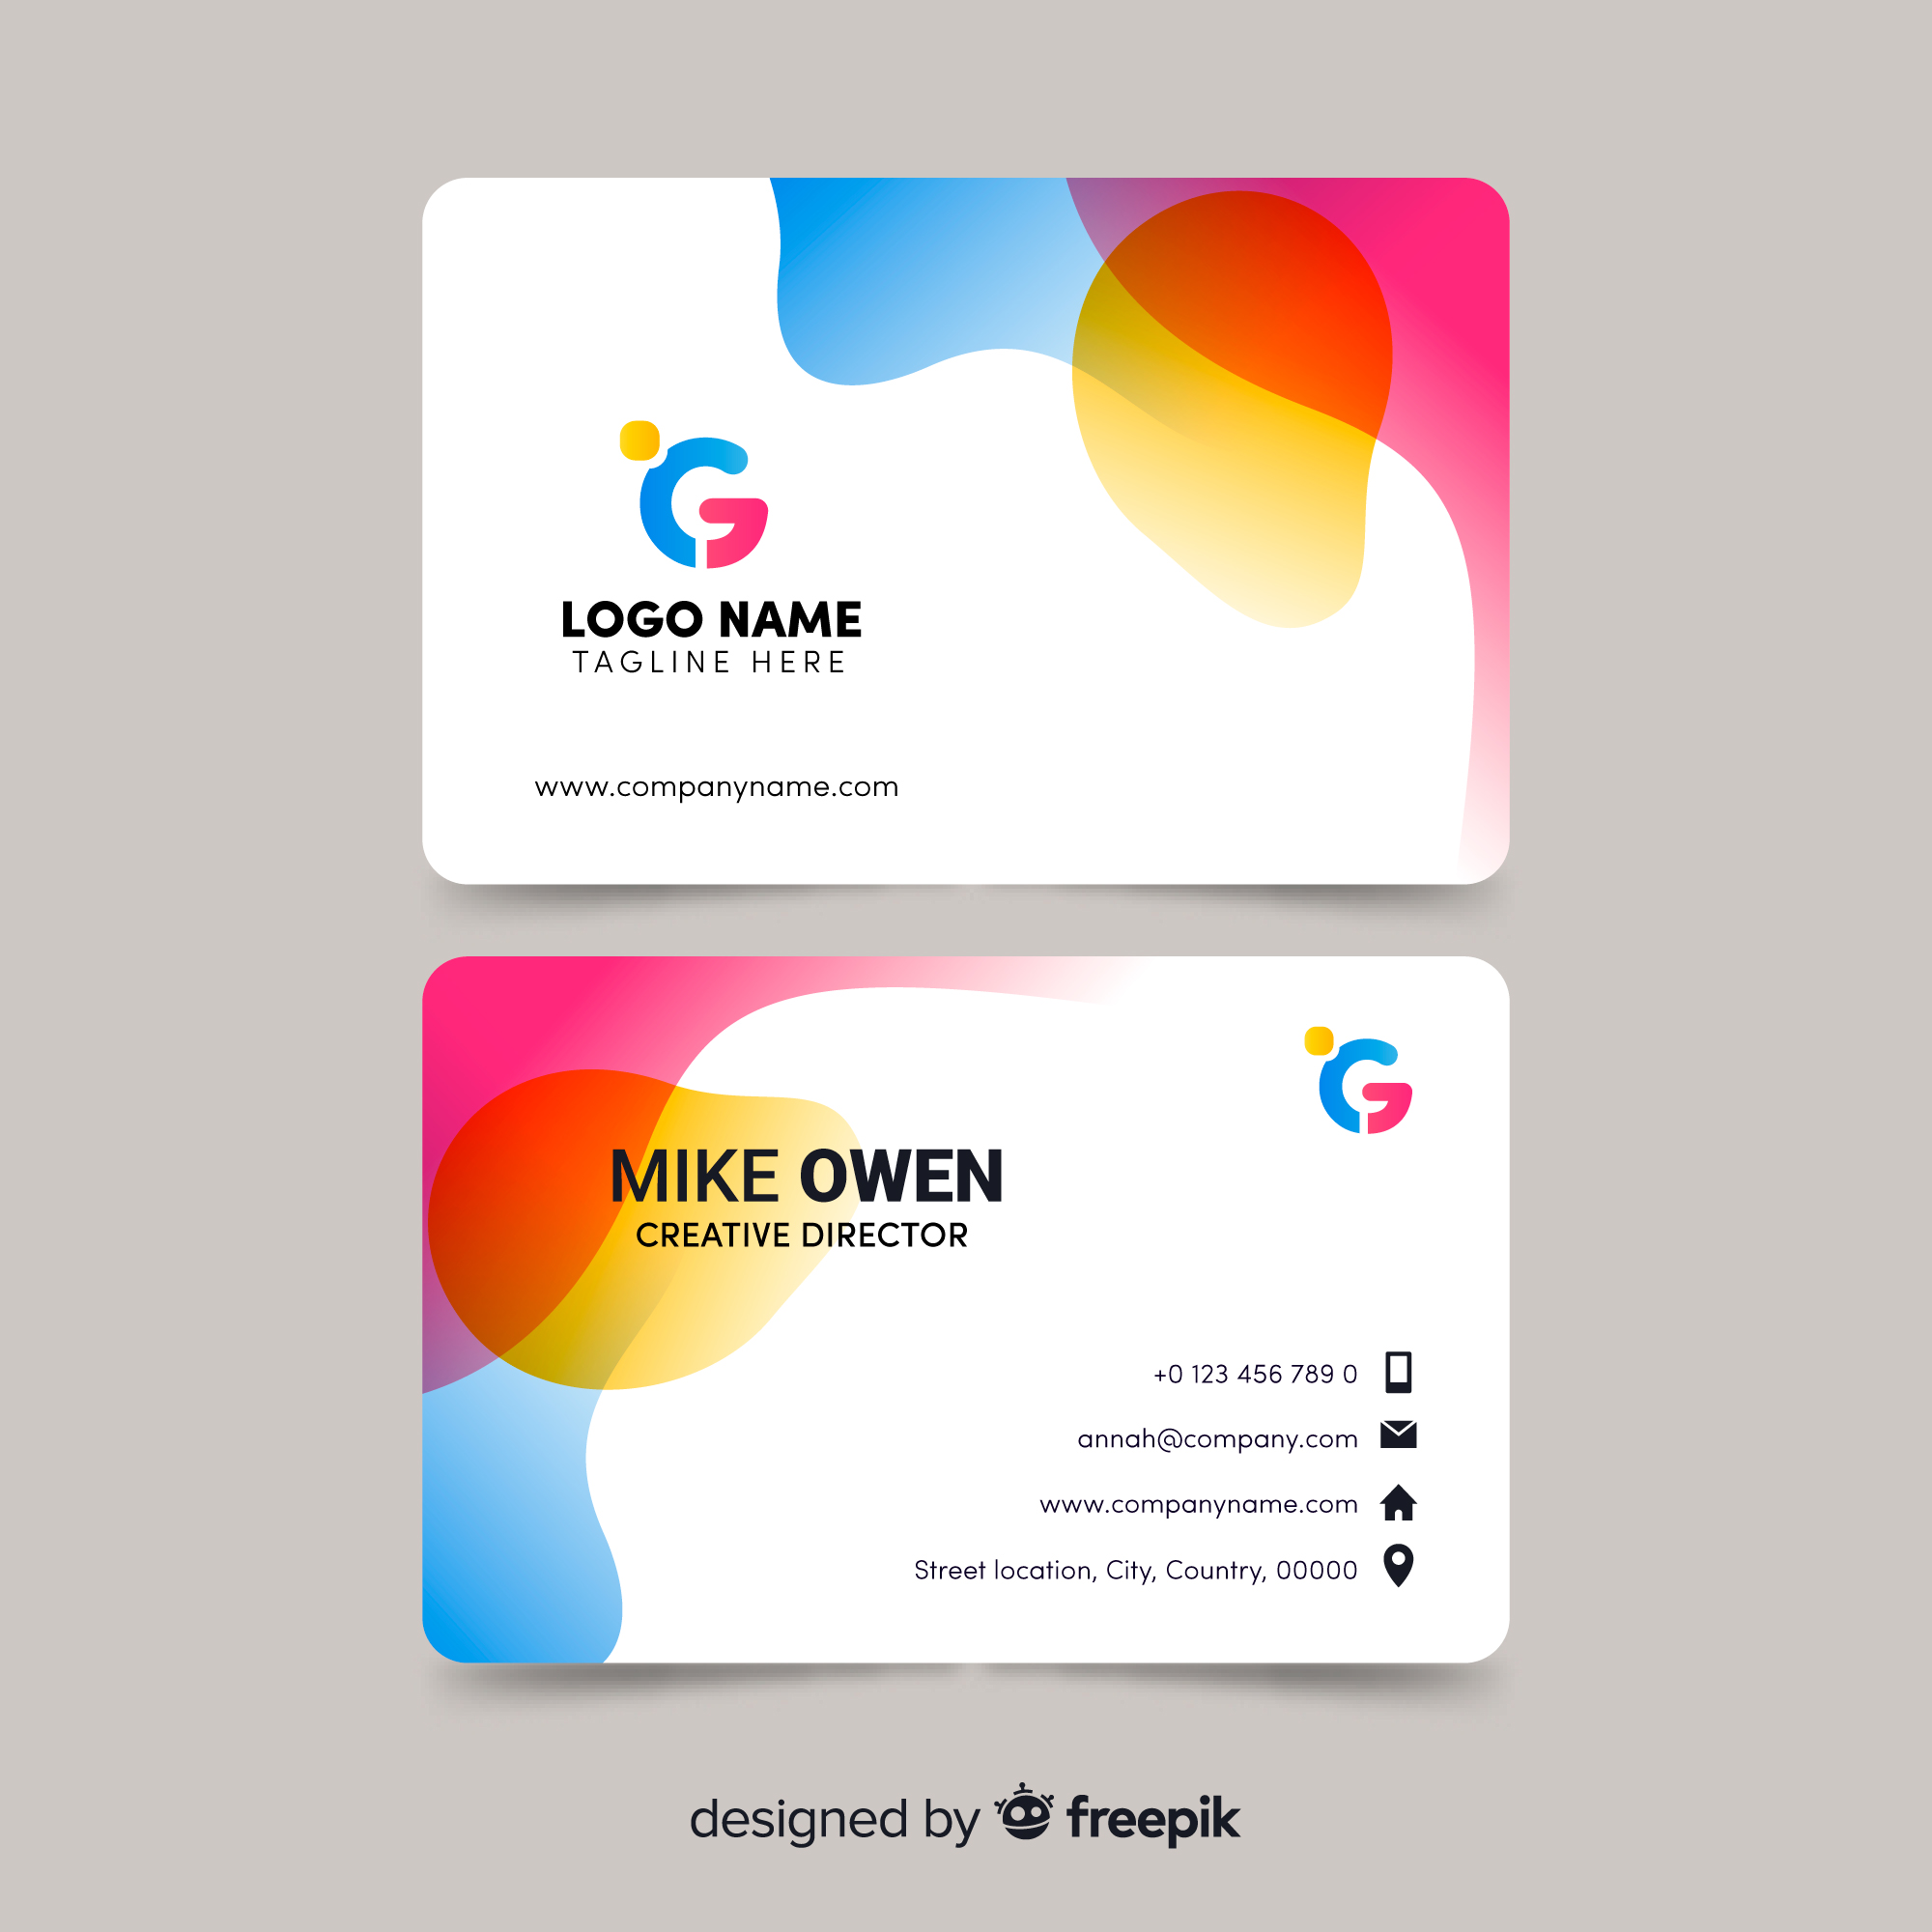 LOGO NAME
TAGLINE HERE
www.companyname.com
MIKE OWEN
CREATIVE DIRECTOR
+0 123 456 789 0
annah@company.com
www.companyname.com
Street location, City, Country, 00000
designed by freepik